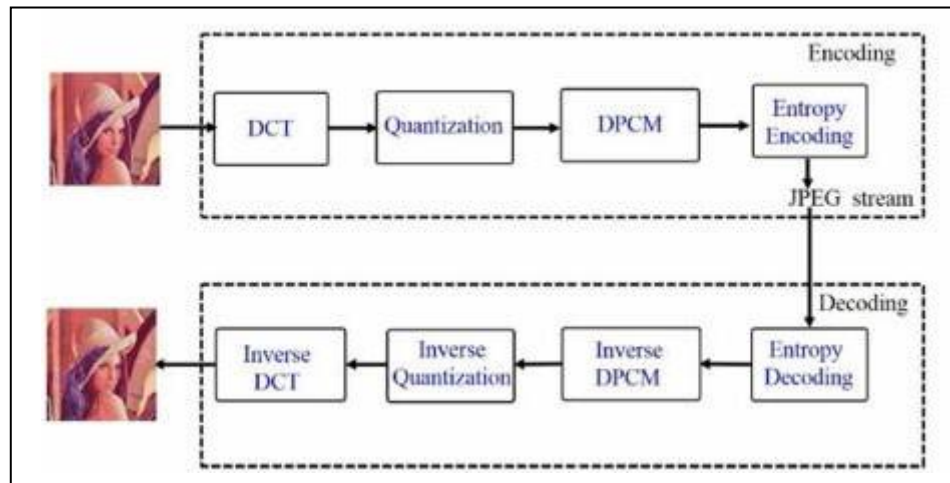 Encoding
DCT
Quantization
DPCM
Entropy
Encoding
JPEG stream
Decoding
Inverse
DCT
Inverse
Quantization
Inverse
DPCM
Entropy
Decoding